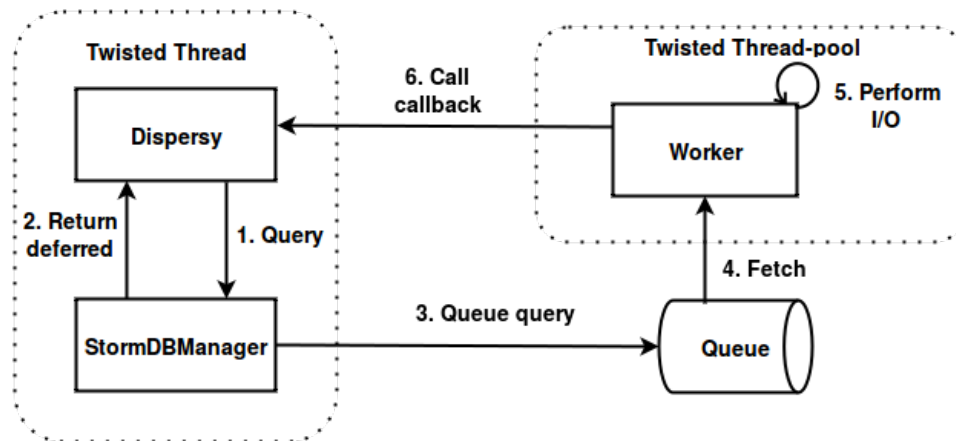 Twisted Thread
Dispersy
2. Return
deferred
1. Query
StormDBManager
6. Call
callback
3. Queue query
Twisted Thread-pool
5. Perform
I/O
Worker
4. Fetch
Queue